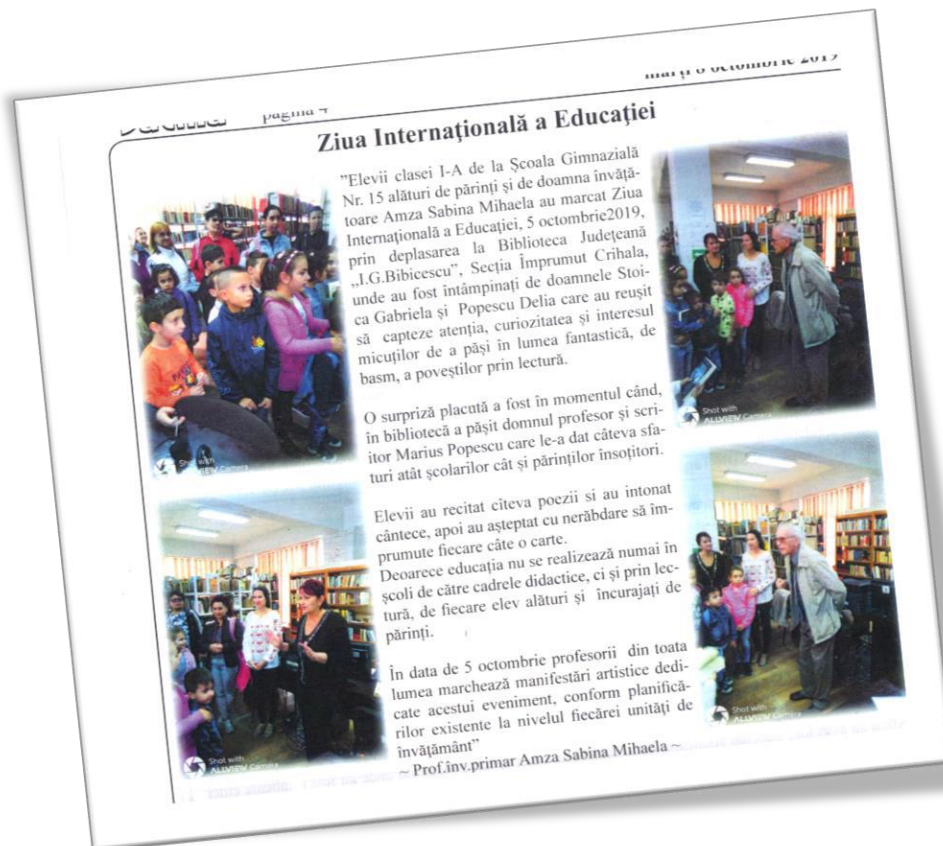 pagina 4
marți 8 octombrie 2019
Ziua Internațională a Educației
"Elevii clasei I-A de la Școala Gimnazială
Nr. 15 alături de părinți și de doamna învăță-
toare Amza Sabina Mihaela au marcat Ziua
Internațională a Educației, 5 octombrie2019,
prin deplasarea la Biblioteca Județeană
„I.G.Bibicescu”, Secția Împrumut Crihala,
unde au fost intâmpinați de doamnele Stoi-
ca Gabriela și Popescu Delia care au reușit
să capteze atenția, curiozitatea și interesul
micuților de a păși în lumea fantastică, de
basm, a poveștilor prin lectură.
O surpriză placută a fost în momentul când,
în bibliotecă a pășit domnul profesor și scri-
itor Marius Popescu care le-a dat câteva sfa-
turi atât școlarilor cât și părinților însoțitori.
Elevii au recitat cîteva poezii si au intonat
cântece, apoi au așteptat cu nerăbdare să îm-
prumute fiecare câte o carte.
Deoarece educația nu se realizează numai în
școli de către cadrele didactice, ci și prin lec-
tură, de fiecare elev alături și încurajați de
părinți.
În data de 5 octombrie profesorii din toata
lumea marchează manifestări artistice dedi-
cate acestui eveniment, conform planifică-
rilor existente la nivelul fiecărei unități de
învățământ”
~ Prof.înv.primar Amza Sabina Mihaela ~
Shot with
ALLVIEW Camera
Shot with
ALLVIEW Camera
Shot with
ALLVIEW Camera
Shot with
ALLVIEW Camera